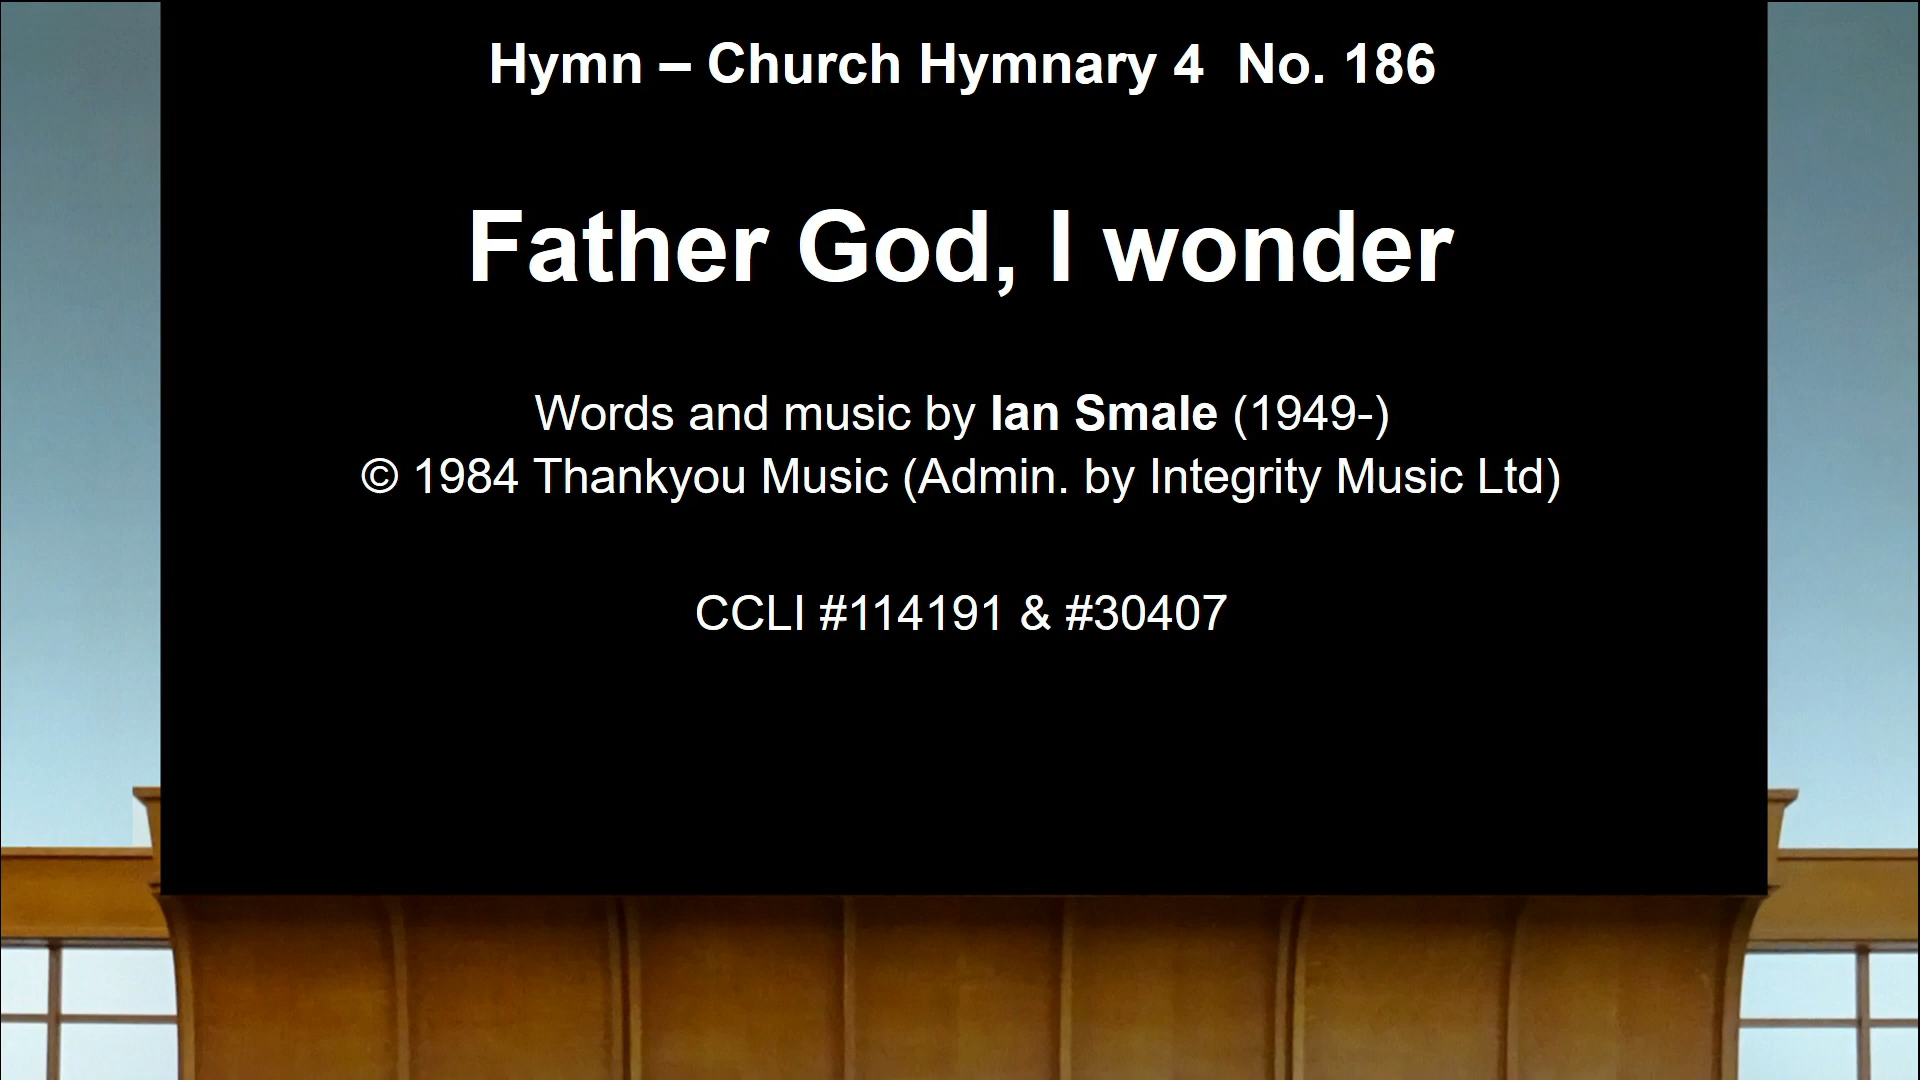 Hymn – Church Hymnary 4  No. 186
Father God, I wonder
Words and music by Ian Smale (1949-)
© 1984 Thankyou Music (Admin. by Integrity Music Ltd)
CCLI #114191 & #30407